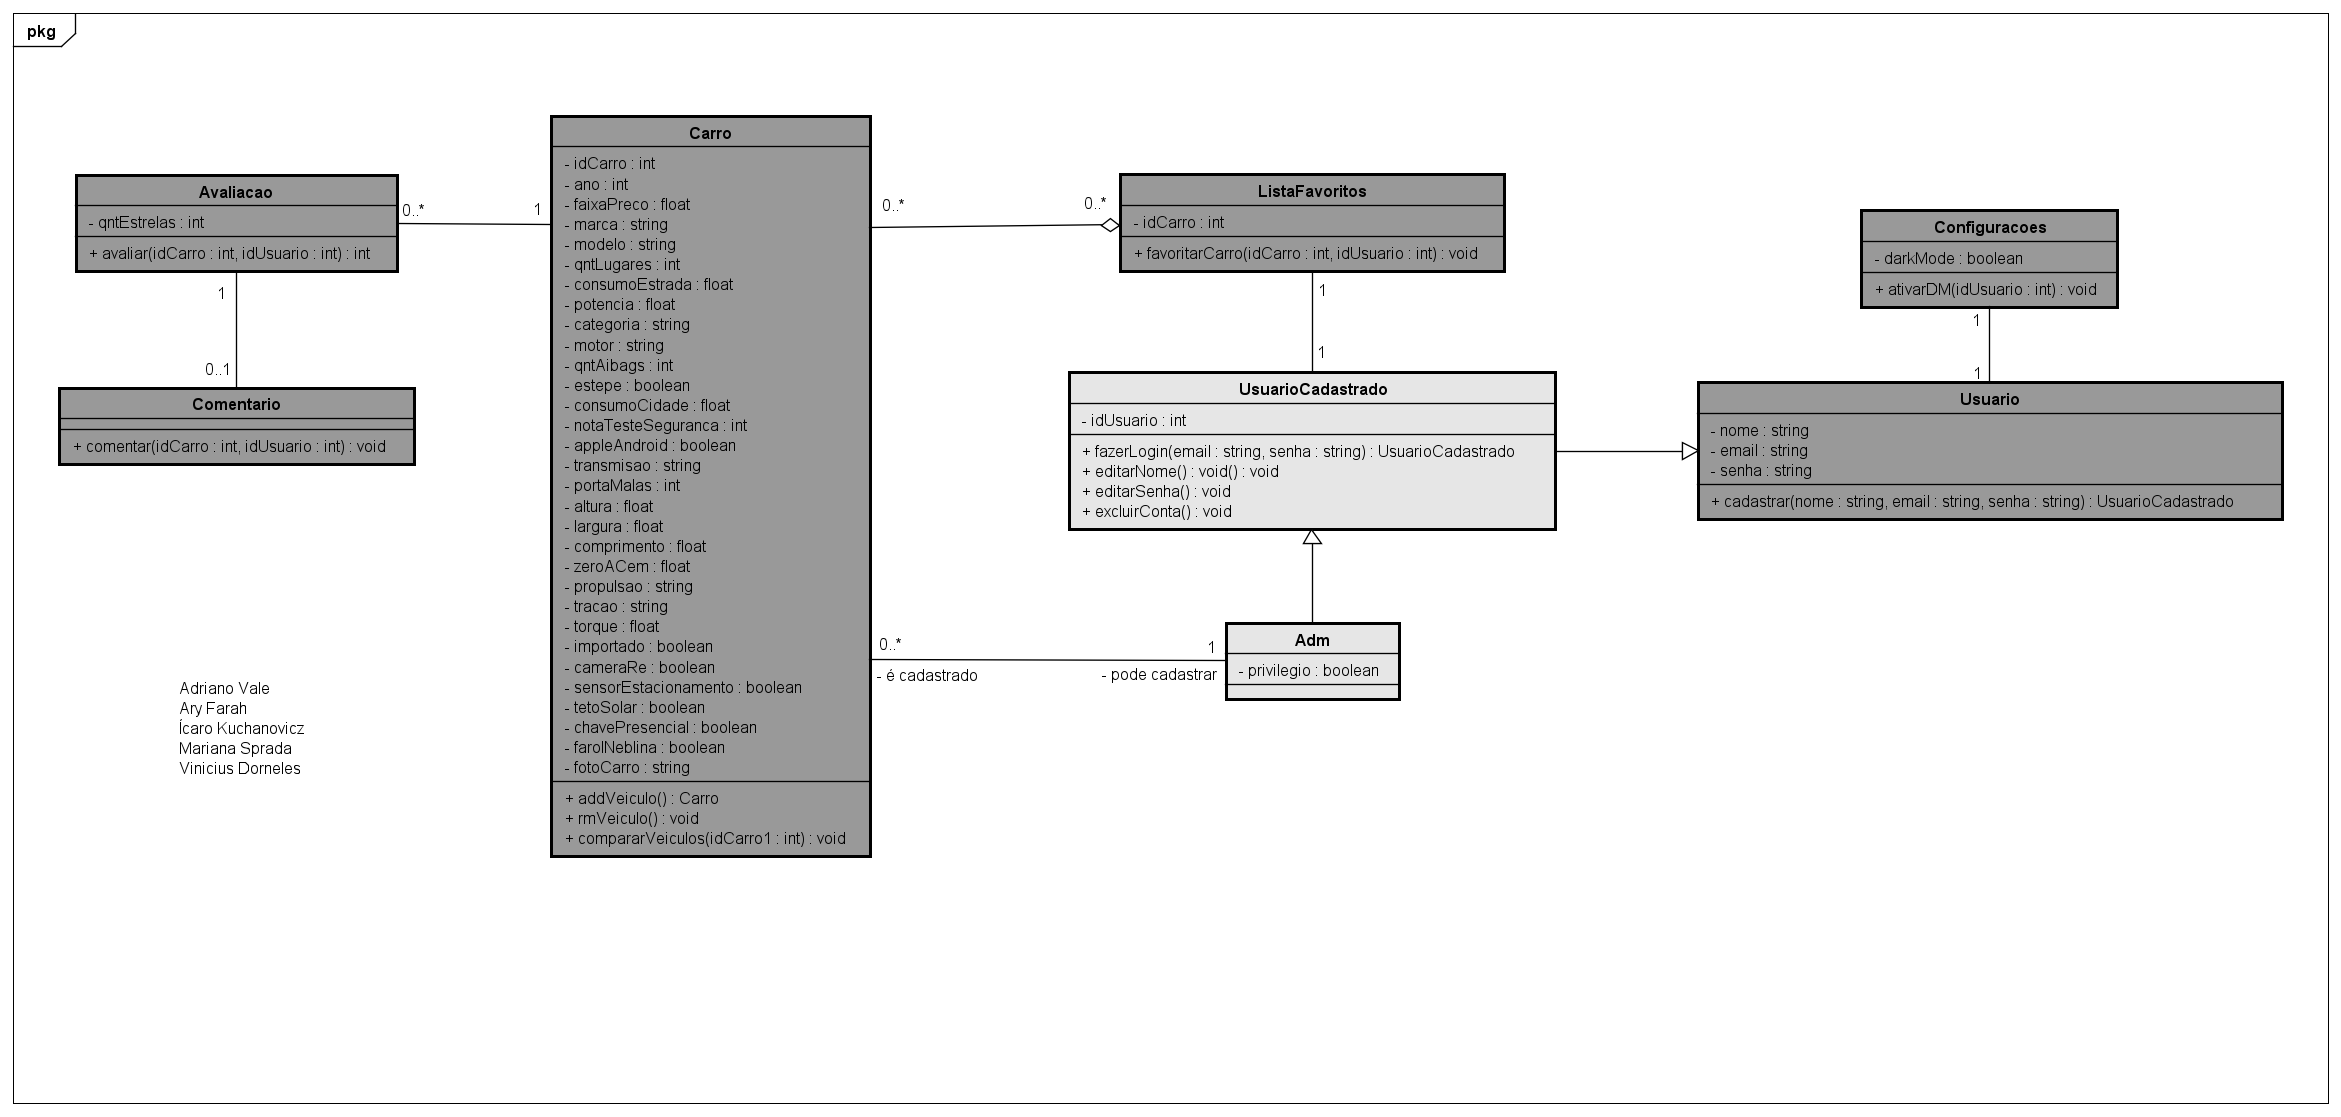 pkg
Avaliacao
- qntEstrelas : int
+ avaliar(idCarro : int, idUsuario : int) : int
0..*
1
1
0..1
Comentario
+ comentar(idCarro : int, idUsuario : int) : void
Carro
- idCarro : int
- ano : int
- faixaPreco : float
- marca : string
- modelo : string
- qntLugares : int
- consumoEstrada : float
- potencia : float
- categoria : string
- motor : string
- qntAibags : int
- estepe : boolean
- consumoCidade : float
- notaTesteSeguranca : int
- appleAndroid : boolean
- transmisao : string
- portaMalas : int
- altura : float
- largura : float
- comprimento : float
- zeroACem : float
- propulsao : string
- tracao : string
- torque : float
- importado : boolean
- cameraRe : boolean
- sensorEstacionamento : boolean
- tetoSolar : boolean
- chavePresencial : boolean
- farolNeblina : boolean
- fotoCarro : string
+ addVeiculo() : Carro
+ rmVeiculo() : void
+ compararVeiculos(idCarro1 : int) : void
0..*
0..*
ListaFavoritos
- idCarro : int
+ favoritarCarro(idCarro : int, idUsuario : int) : void
1
1
UsuarioCadastrado
- idUsuario : int
+ fazerLogin(email : string, senha : string) : UsuarioCadastrado
+ editarNome() : void() : void
+ editarSenha() : void
+ excluirConta() : void
Configuracoes
- darkMode : boolean
+ ativarDM(idUsuario : int) : void
1
1
Usuario
- nome : string
- email : string
- senha : string
+ cadastrar(nome : string, email : string, senha : string) : UsuarioCadastrado
0..*
1
- é cadastrado
- pode cadastrar
Adm
- privilegio : boolean
Adriano Vale
Ary Farah
Ícaro Kuchanovicz
Mariana Sprada
Vinicius Dorneles